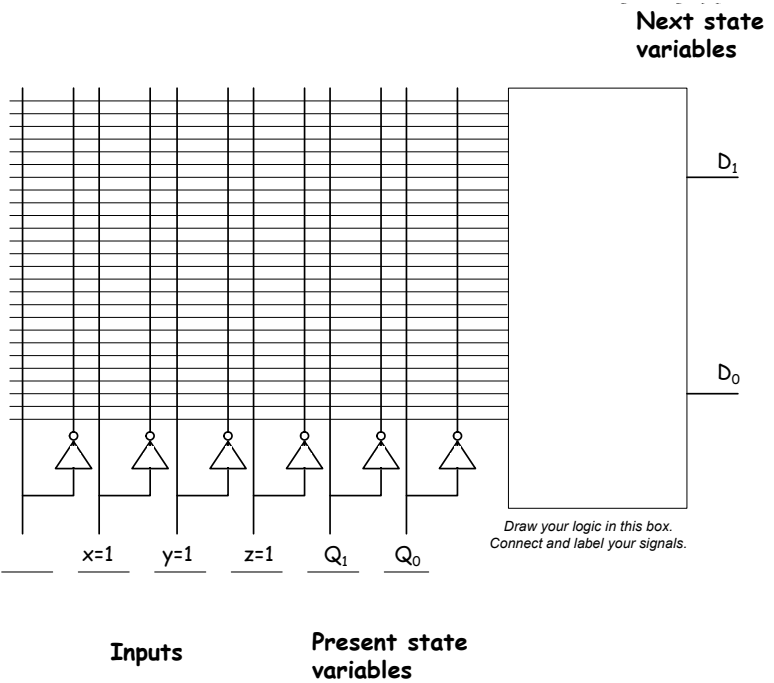 Next state
variables
D₁
D₀
Draw your logic in this box.
Connect and label your signals.
x=1 y=1 z=1 Q₁ Q₀
Inputs
Present state
variables